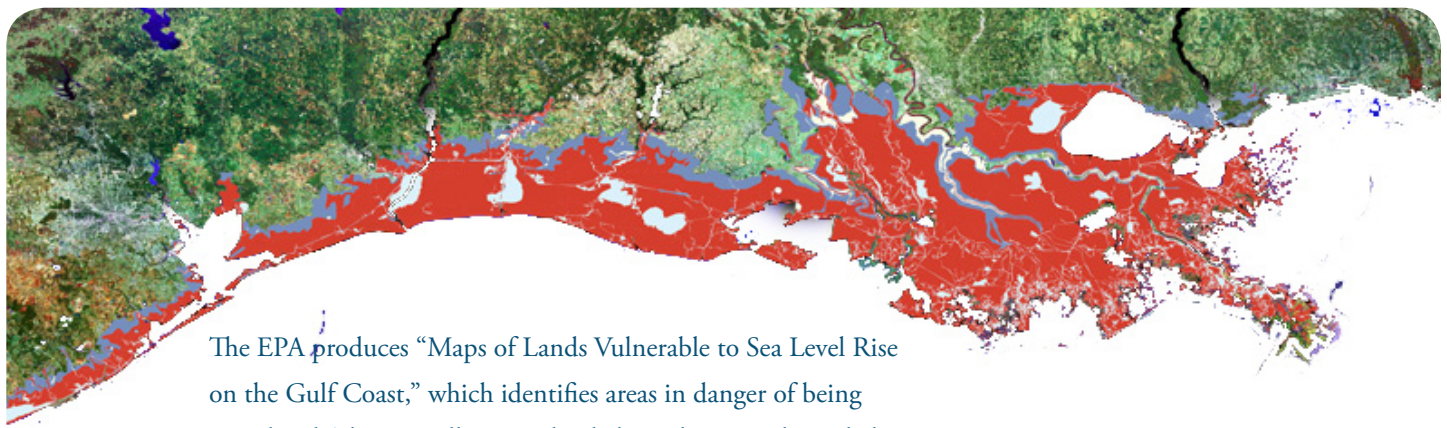 The EPA produces “Maps of Lands Vulnerable to Sea Level Rise
on the Gulf Coast,” which identifies areas in danger of being